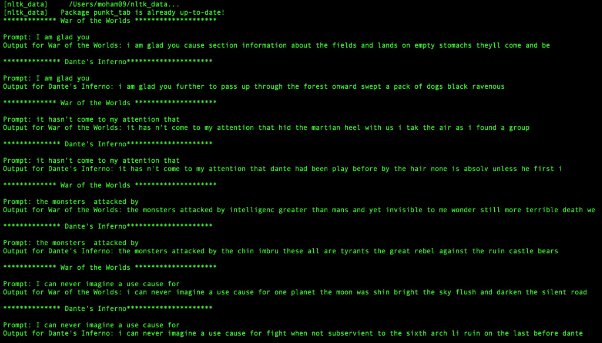 [nltk_data]     /Users/moham09/nltk_data...
[nltk_data]   Package punkt_tab is already up-to-date!
************* War of the Worlds ********************
Prompt: I am glad you
Output for War of the Worlds: i am glad you cause section information about the fields and lands on empty stomachs theyll come and be
************** Dante's Inferno*********************
Prompt: I am glad you
Output for Dante's Inferno: i am glad you further to pass up through the forest onward swept a pack of dogs black ravenous
************* War of the Worlds ********************
Prompt: it hasn't come to my attention that
Output for War of the Worlds: it has n't come to my attention that hid the martian heel with us i tak the air as i found a group
************** Dante's Inferno*********************
Prompt: it hasn't come to my attention that
Output for Dante's Inferno: it has n't come to my attention that dante had been play before by the hair none is absolv unless he first i
************* War of the Worlds ********************
Prompt: the monsters  attacked by
Output for War of the Worlds: the monsters attacked by intelligenc greater than mans and yet invisible to me wonder still more terrible death we
************** Dante's Inferno*********************
Prompt: the monsters  attacked by
Output for Dante's Inferno: the monsters attacked by the chin imbru these all are tyrants the great rebel against the ruin castle bears
************* War of the Worlds ********************
Prompt: I can never imagine a use cause for
Output for War of the Worlds: i can never imagine a use cause for one planet the moon was shin bright the sky flush and darken the silent road
************** Dante's Inferno*********************
Prompt: I can never imagine a use cause for
Output for Dante's Inferno: i can never imagine a use cause for fight when not subservient to the sixth arch li ruin on the last before dante